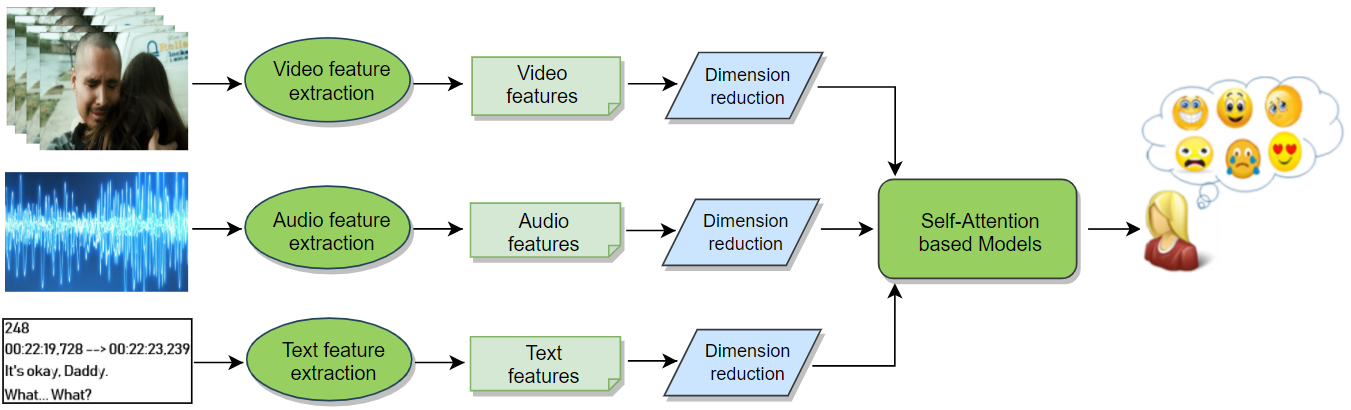 Video feature
extraction
Video
features
Dimension
reduction
Audio feature
extraction
Audio
features
Dimension
reduction
Self-Attention
based Models
248
00:22:19,728 --> 00:22:23,239
It's okay, Daddy.
What... What?
Text feature
extraction
Text
features
Dimension
reduction